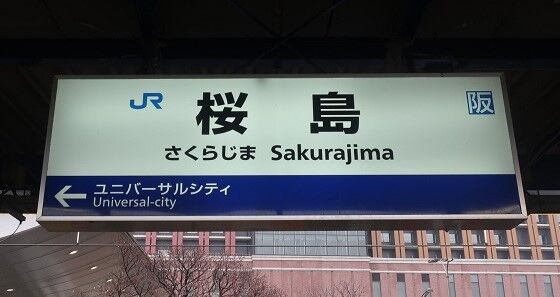 JR 桜島 阪
さくらじま Sakurajima
← ユニバーサルシティ
Universal-city